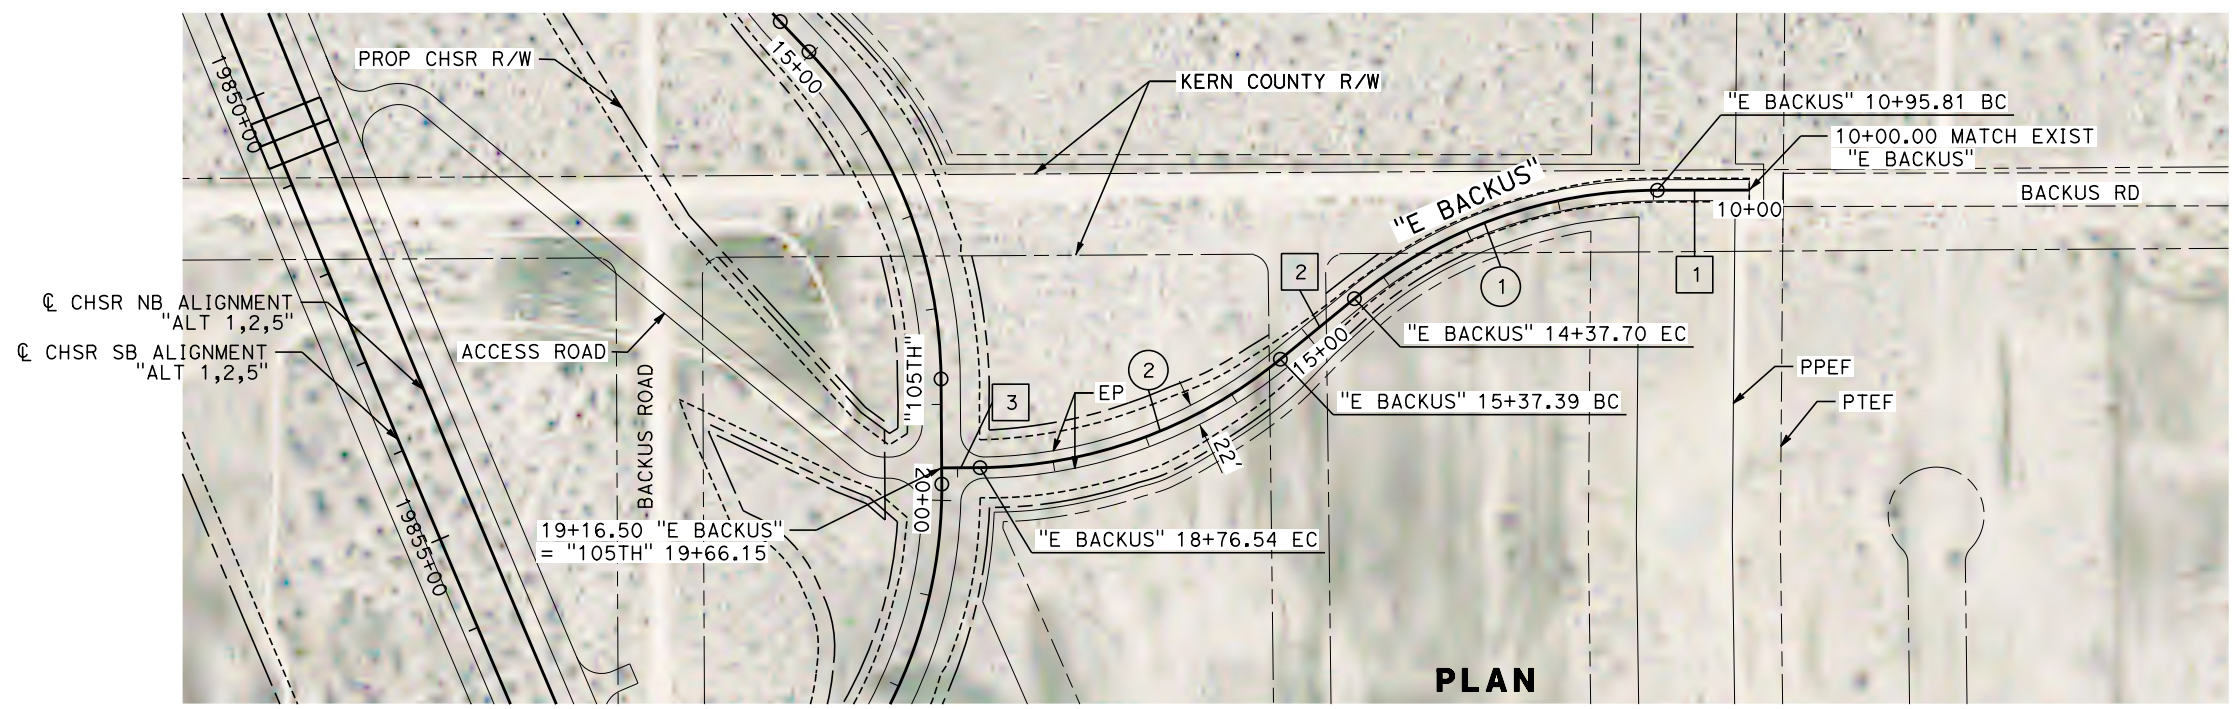 PROP CHSR R/W
15+00
KERN COUNTY R/W
"E BACKUS" 10+95.81 BC
10+00.00 MATCH EXIST
"E BACKUS"
19850+00
"E BACKUS"
BACKUS RD
10+00
2
1
1
℄ CHSR NB ALIGNMENT
"ALT 1,2,5"
℄ CHSR SB ALIGNMENT
"ALT 1,2,5"
ACCESS ROAD
"105TH"
"E BACKUS" 14+37.70 EC
15+00
PPEF
2
EP
3
"E BACKUS" 15+37.39 BC
PTEF
BACKUS ROAD
22'
20+00
19+16.50 "E BACKUS"
= "105TH" 19+66.15
"E BACKUS" 18+76.54 EC
19855+00
PLAN